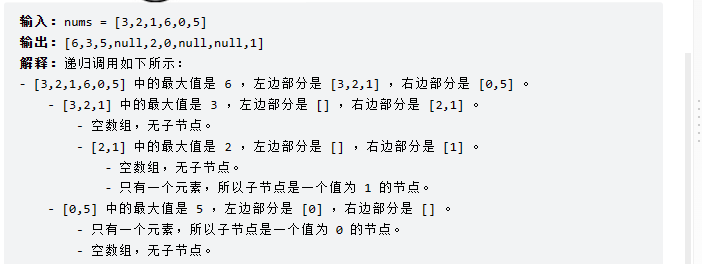 输入：nums = [3,2,1,6,0,5]
输出：[6,3,5,null,2,0,null,null,1]
解释：递归调用如下所示：
- [3,2,1,6,0,5] 中的最大值是 6 ，左边部分是 [3,2,1] ，右边部分是 [0,5] 。
- [3,2,1] 中的最大值是 3 ，左边部分是 [] ，右边部分是 [2,1] 。
- 空数组，无子节点。
- [2,1] 中的最大值是 2 ，左边部分是 [] ，右边部分是 [1] 。
- 空数组，无子节点。
- 只有一个元素，所以子节点是一个值为 1 的节点。
- [0,5] 中的最大值是 5 ，左边部分是 [0] ，右边部分是 [] 。
- 只有一个元素，所以子节点是一个值为 0 的节点。
- 空数组，无子节点。